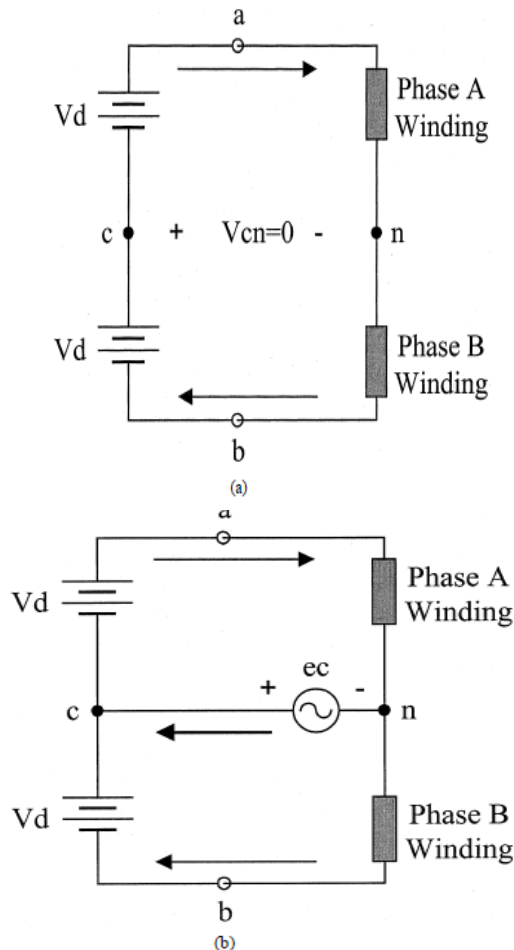 a
Vd
Phase A
Winding
c + Vcn=0 - n
Vd
Phase B
Winding
b
(a)
a
Vd
Phase A
Winding
ec
+ -
c n
Vd
Phase B
Winding
b
(b)